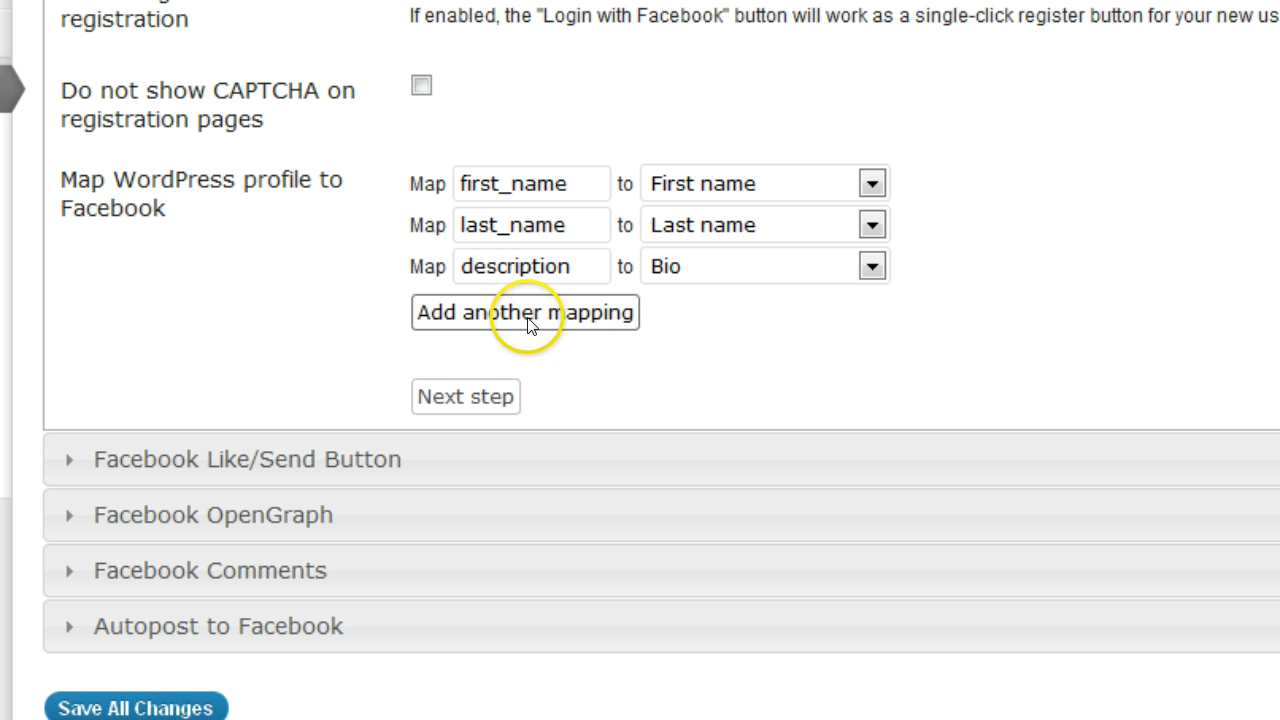 registration
If enabled, the "Login with Facebook" button will work as a single-click register button for your new us
Do not show CAPTCHA on
registration pages
Map WordPress profile to
Facebook
Map first_name to First name
Map last_name to Last name
Map description to Bio
Add another mapping
Next step
Facebook Like/Send Button
Facebook OpenGraph
Facebook Comments
Autopost to Facebook
Save All Changes